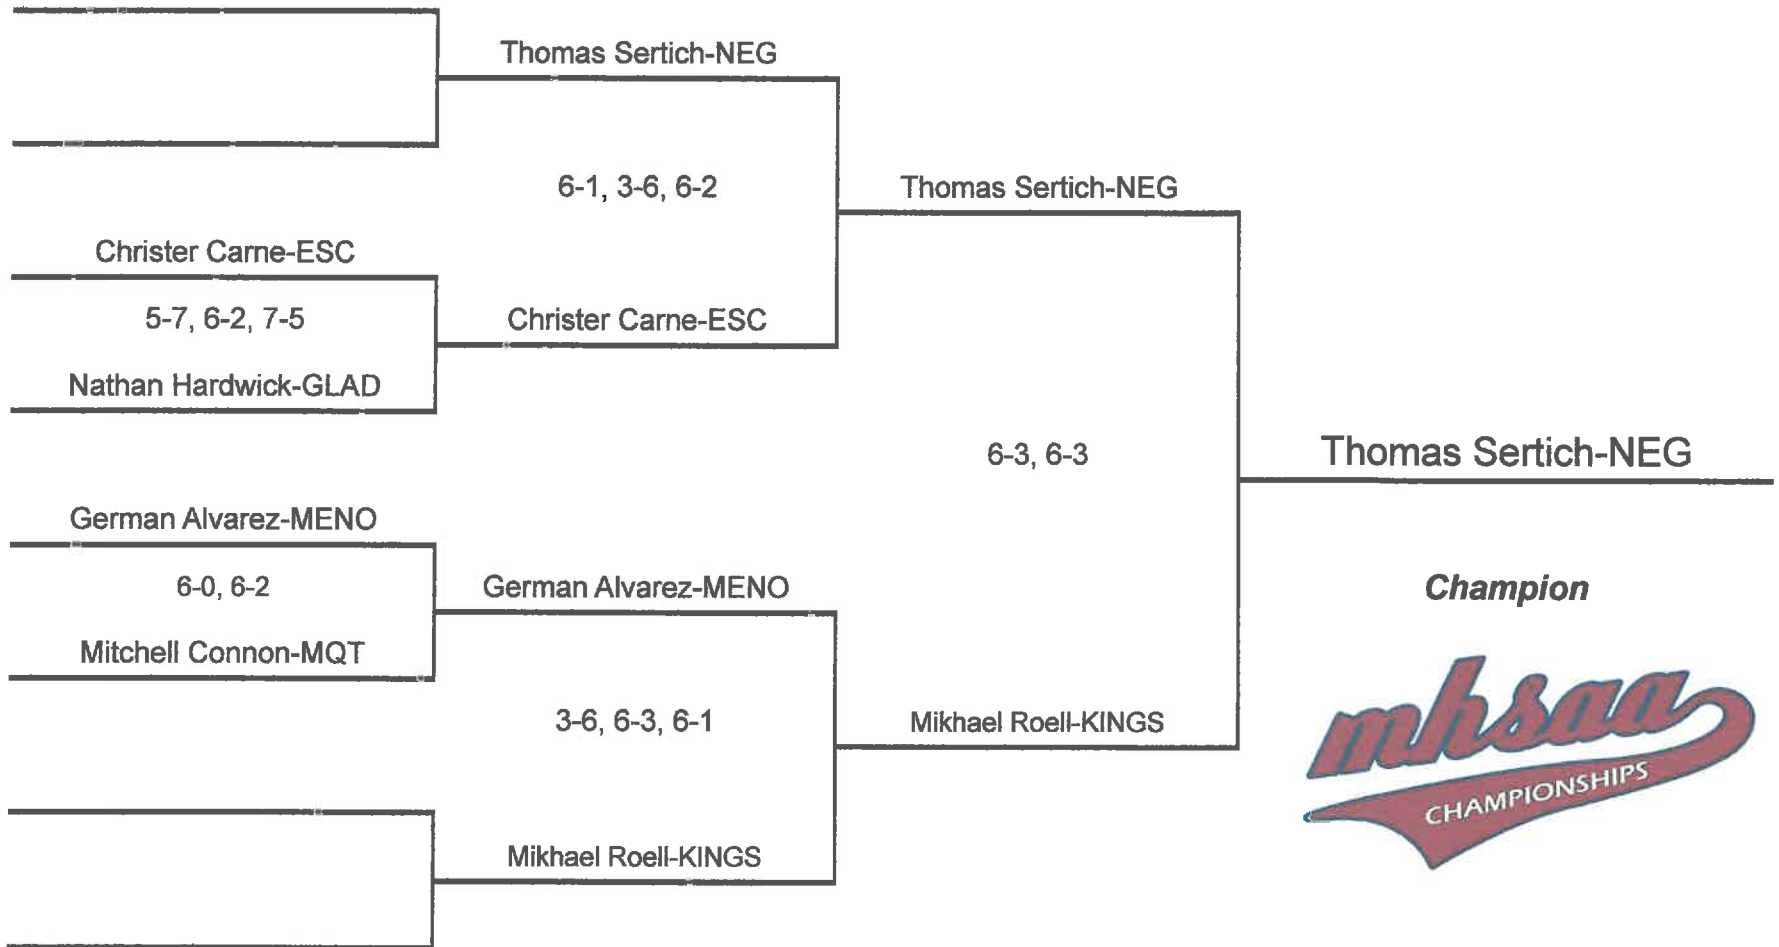 Thomas Sertich-NEG
6-1, 3-6, 6-2
Thomas Sertich-NEG
Christer Carne-ESC
5-7, 6-2, 7-5
Christer Carne-ESC
Nathan Hardwick-GLAD
6-3, 6-3
Thomas Sertich-NEG
German Alvarez-MENO
6-0, 6-2
German Alvarez-MENO
Champion
Mitchell Connon-MQT
3-6, 6-3, 6-1
Mikhael Roell-KINGS
mhsaa
CHAMPIONSHIPS
Mikhael Roell-KINGS